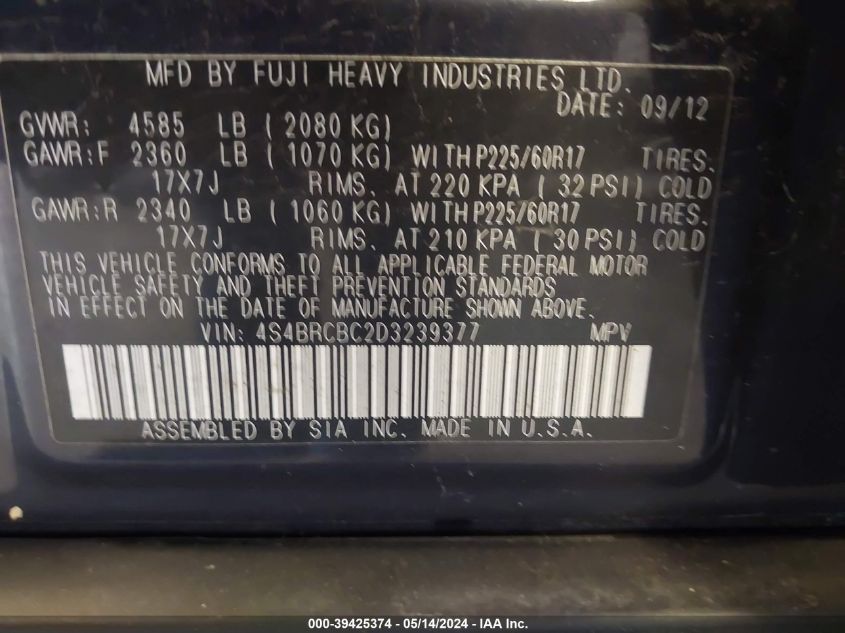 MFD BY FUJI HEAVY INDUSTRIES LTD.
DATE: 09/12
GVWR: 4585 LB ( 2080 KG)
GAWR:F 2360 LB ( 1070 KG) WITH P225/60R17 TIRES.
17X7J RIMS. AT 220 KPA ( 32 PSI) COLD
GAWR:R 2340 LB ( 1060 KG) WITH P225/60R17 TIRES.
17X7J RIMS. AT 210 KPA ( 30 PSI) COLD
THIS VEHICLE CONFORMS TO ALL APPLICABLE FEDERAL MOTOR
VEHICLE SAFETY AND THEFT PREVENTION STANDARDS
IN EFFECT ON THE DATE OF MANUFACTURE SHOWN ABOVE.
VIN: 4S4BRCBC2D3239377 MPV
ASSEMBLED BY SIA INC. MADE IN U.S.A.
000-39425374 - 05/14/2024 - IAA Inc.